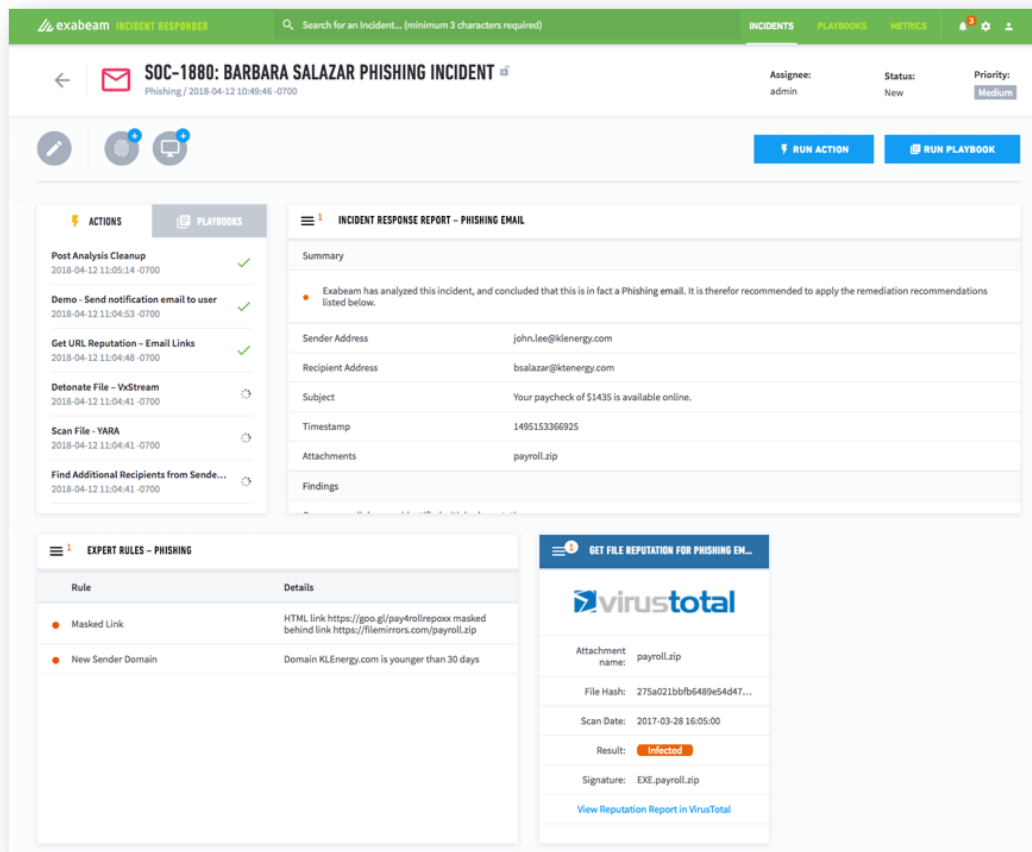 exabeam INCIDENT RESPONDER
Search for an Incident... (minimum 3 characters required)
INCIDENTS
PLAYBOOKS
METRICS
3
SOC-1880: BARBARA SALAZAR PHISHING INCIDENT
Phishing / 2018-04-12 10:49:46 -0700
Assignee:
admin
Status:
New
Priority:
Medium
RUN ACTION
RUN PLAYBOOK
ACTIONS
PLAYBOOKS
Post Analysis Cleanup
2018-04-12 11:05:14 -0700
Demo - Send notification email to user
2018-04-12 11:04:53 -0700
Get URL Reputation – Email Links
2018-04-12 11:04:48 -0700
Detonate File – VxStream
2018-04-12 11:04:41 -0700
Scan File - YARA
2018-04-12 11:04:41 -0700
Find Additional Recipients from Sende...
2018-04-12 11:04:41 -0700
1 INCIDENT RESPONSE REPORT – PHISHING EMAIL
Summary
Exabeam has analyzed this incident, and concluded that this is in fact a Phishing email. It is therefor recommended to apply the remediation recommendations
listed below.
Sender Address john.lee@klenergy.com
Recipient Address bsalazar@ktenergy.com
Subject Your paycheck of $1435 is available online.
Timestamp 1495153366925
Attachments payroll.zip
Findings
1 EXPERT RULES – PHISHING
Rule Details
Masked Link
HTML link https://goo.gl/pay4rollrepoxx masked
behind link https://filemirrors.com/payroll.zip
New Sender Domain Domain KLEnergy.com is younger than 30 days
1 GET FILE REPUTATION FOR PHISHING EM...
virustotal
Attachment
name: payroll.zip
File Hash: 275a021bbfb6489e54d47...
Scan Date: 2017-03-28 16:05:00
Result: Infected
Signature: EXE.payroll.zip
View Reputation Report in VirusTotal